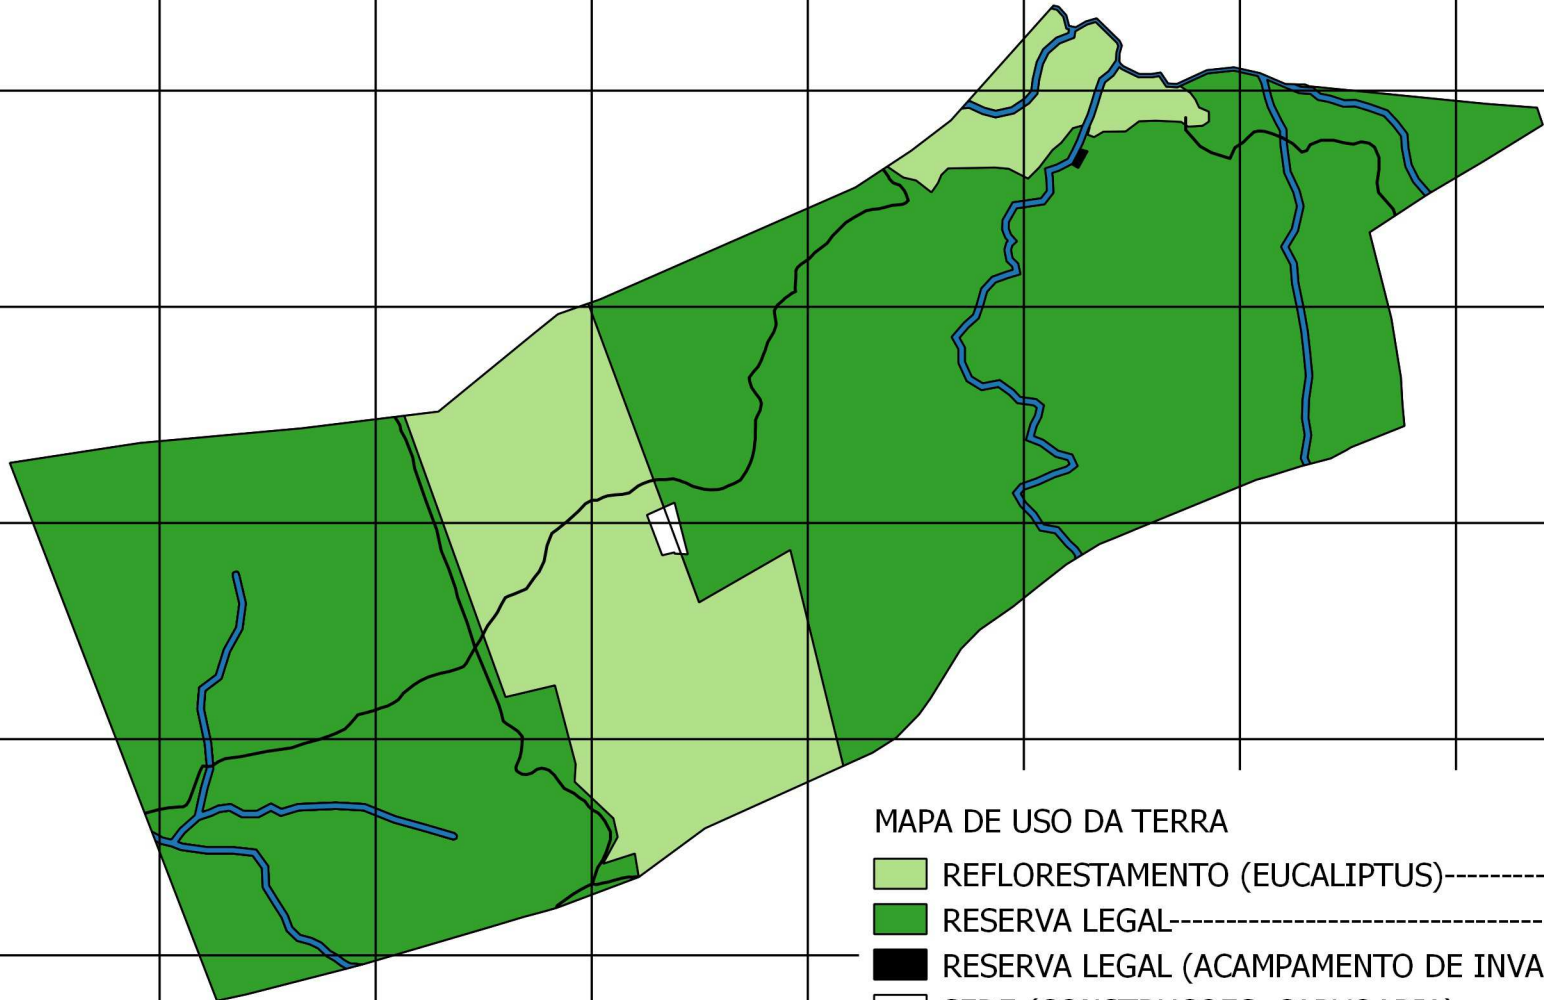 MAPA DE USO DA TERRA
REFLORESTAMENTO (EUCALIPTUS)---------
RESERVA LEGAL----------------------------------
RESERVA LEGAL (ACAMPAMENTO DE INVA